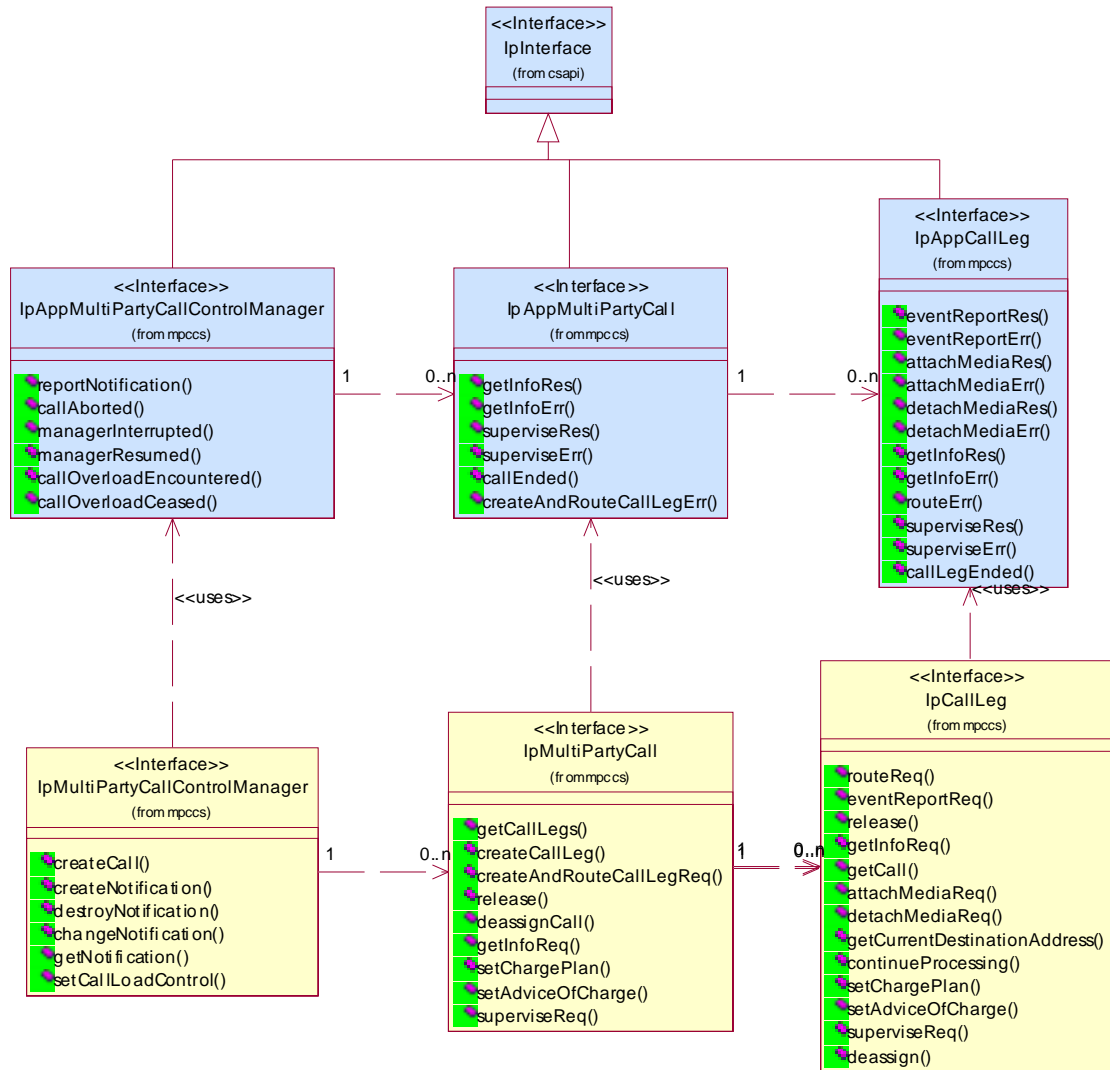 <<Interface>>
IpInterface
(from csapi)
<<Interface>>
IpAppCallLeg
(from mpccs)
eventReportRes()
eventReportErr()
attachMediaRes()
attachMediaErr()
detachMediaRes()
detachMediaErr()
getInfoRes()
getInfoErr()
routeErr()
superviseRes()
superviseErr()
callLegEnded()
<<Interface>>
IpAppMultiPartyCallControlManager
(from mpccs)
reportNotification()
callAborted()
managerInterrupted()
managerResumed()
callOverloadEncountered()
callOverloadCeased()
1
0..n
<<Interface>>
IpAppMultiPartyCall
(from mpccs)
getInfoRes()
getInfoErr()
superviseRes()
superviseErr()
callEnded()
createAndRouteCallLegErr()
1
0..n
<<uses>>
<<uses>>
<<uses>>
<<Interface>>
IpMultiPartyCallControlManager
(from mpccs)
createCall()
createNotification()
destroyNotification()
changeNotification()
getNotification()
setCallLoadControl()
1
0..n
<<Interface>>
IpMultiPartyCall
(from mpccs)
getCallLegs()
createCallLeg()
createAndRouteCallLegReq()
release()
deassignCall()
getInfoReq()
setChargePlan()
setAdviceOfCharge()
superviseReq()
1
0..n
<<Interface>>
IpCallLeg
(from mpccs)
routeReq()
eventReportReq()
release()
getInfoReq()
getCall()
attachMediaReq()
detachMediaReq()
getCurrentDestinationAddress()
continueProcessing()
setChargePlan()
setAdviceOfCharge()
superviseReq()
deassign()